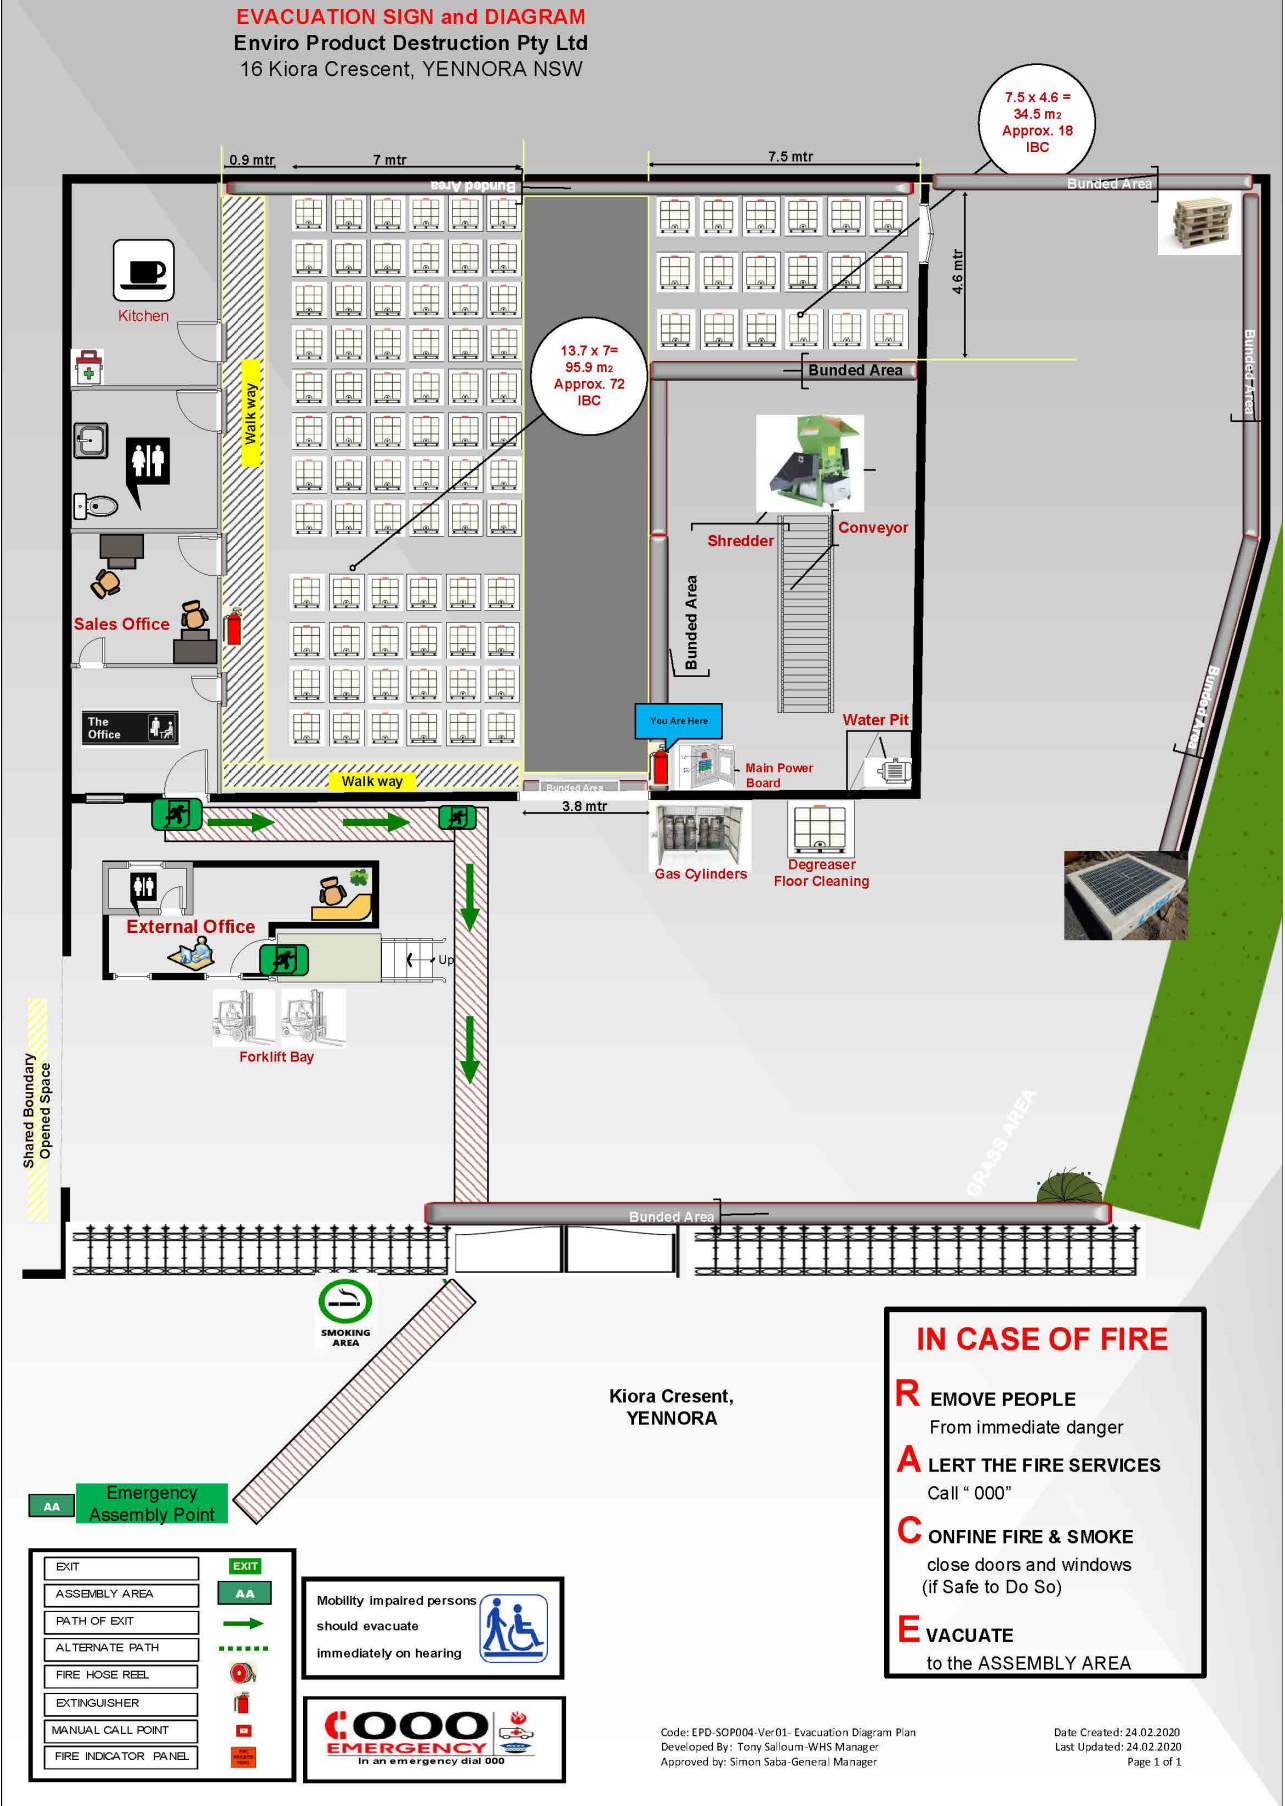 EVACUATION SIGN and DIAGRAM
Enviro Product Destruction Pty Ltd
16 Kiora Crescent, YENNORA NSW
7.5 x 4.6 =
34.5 m2
Approx. 18
IBC
0.9 mtr
7 mtr
7.5 mtr
Bunded Area
Bunded Area
Kitchen
4.6 mtr
13.7 x 7=
95.9 m2
Approx. 72
IBC
Bunded Area
Bunded Area
Walk way
Shredder
Conveyor
Bunded Area
Sales Office
Bunded Area
The
Office
You Are Here
Water Pit
Main Power
Board
Walk way
Bunded Area
3.8 mtr
Gas Cylinders
Degreaser
Floor Cleaning
External Office
Up
Forklift Bay
Shared Boundary
Opened Space
GRASS AREA
Bunded Area
SMOKING
AREA
Kiora Cresent,
YENNORA
IN CASE OF FIRE
R EMOVE PEOPLE
From immediate danger
A LERT THE FIRE SERVICES
Call “ 000”
C ONFINE FIRE & SMOKE
close doors and windows
(if Safe to Do So)
E VACUATE
to the ASSEMBLY AREA
AA
Emergency
Assembly Point
EXIT EXIT
ASSEMBLY AREA AA
PATH OF EXIT
ALTERNATE PATH
FIRE HOSE REEL
EXTINGUISHER
MANUAL CALL POINT
FIRE INDICATOR PANEL
Mobility impaired persons
should evacuate
immediately on hearing
000
EMERGENCY
In an emergency dial 000
Code: EPD-SOP004-Ver01- Evacuation Diagram Plan
Developed By: Tony Salloum-WHS Manager
Approved by: Simon Saba-General Manager
Date Created: 24.02.2020
Last Updated: 24.02.2020
Page 1 of 1